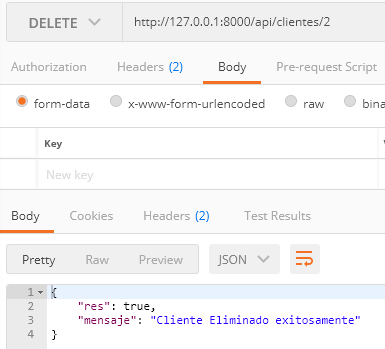 DELETE http://127.0.0.1:8000/api/clientes/2
Authorization Headers (2) Body Pre-request Script
form-data x-www-form-urlencoded raw bina
Key
New key
Body Cookies Headers (2) Test Results
Pretty Raw Preview JSON
1 {
2 "res": true,
3 "mensaje": "Cliente Eliminado exitosamente"
4 }